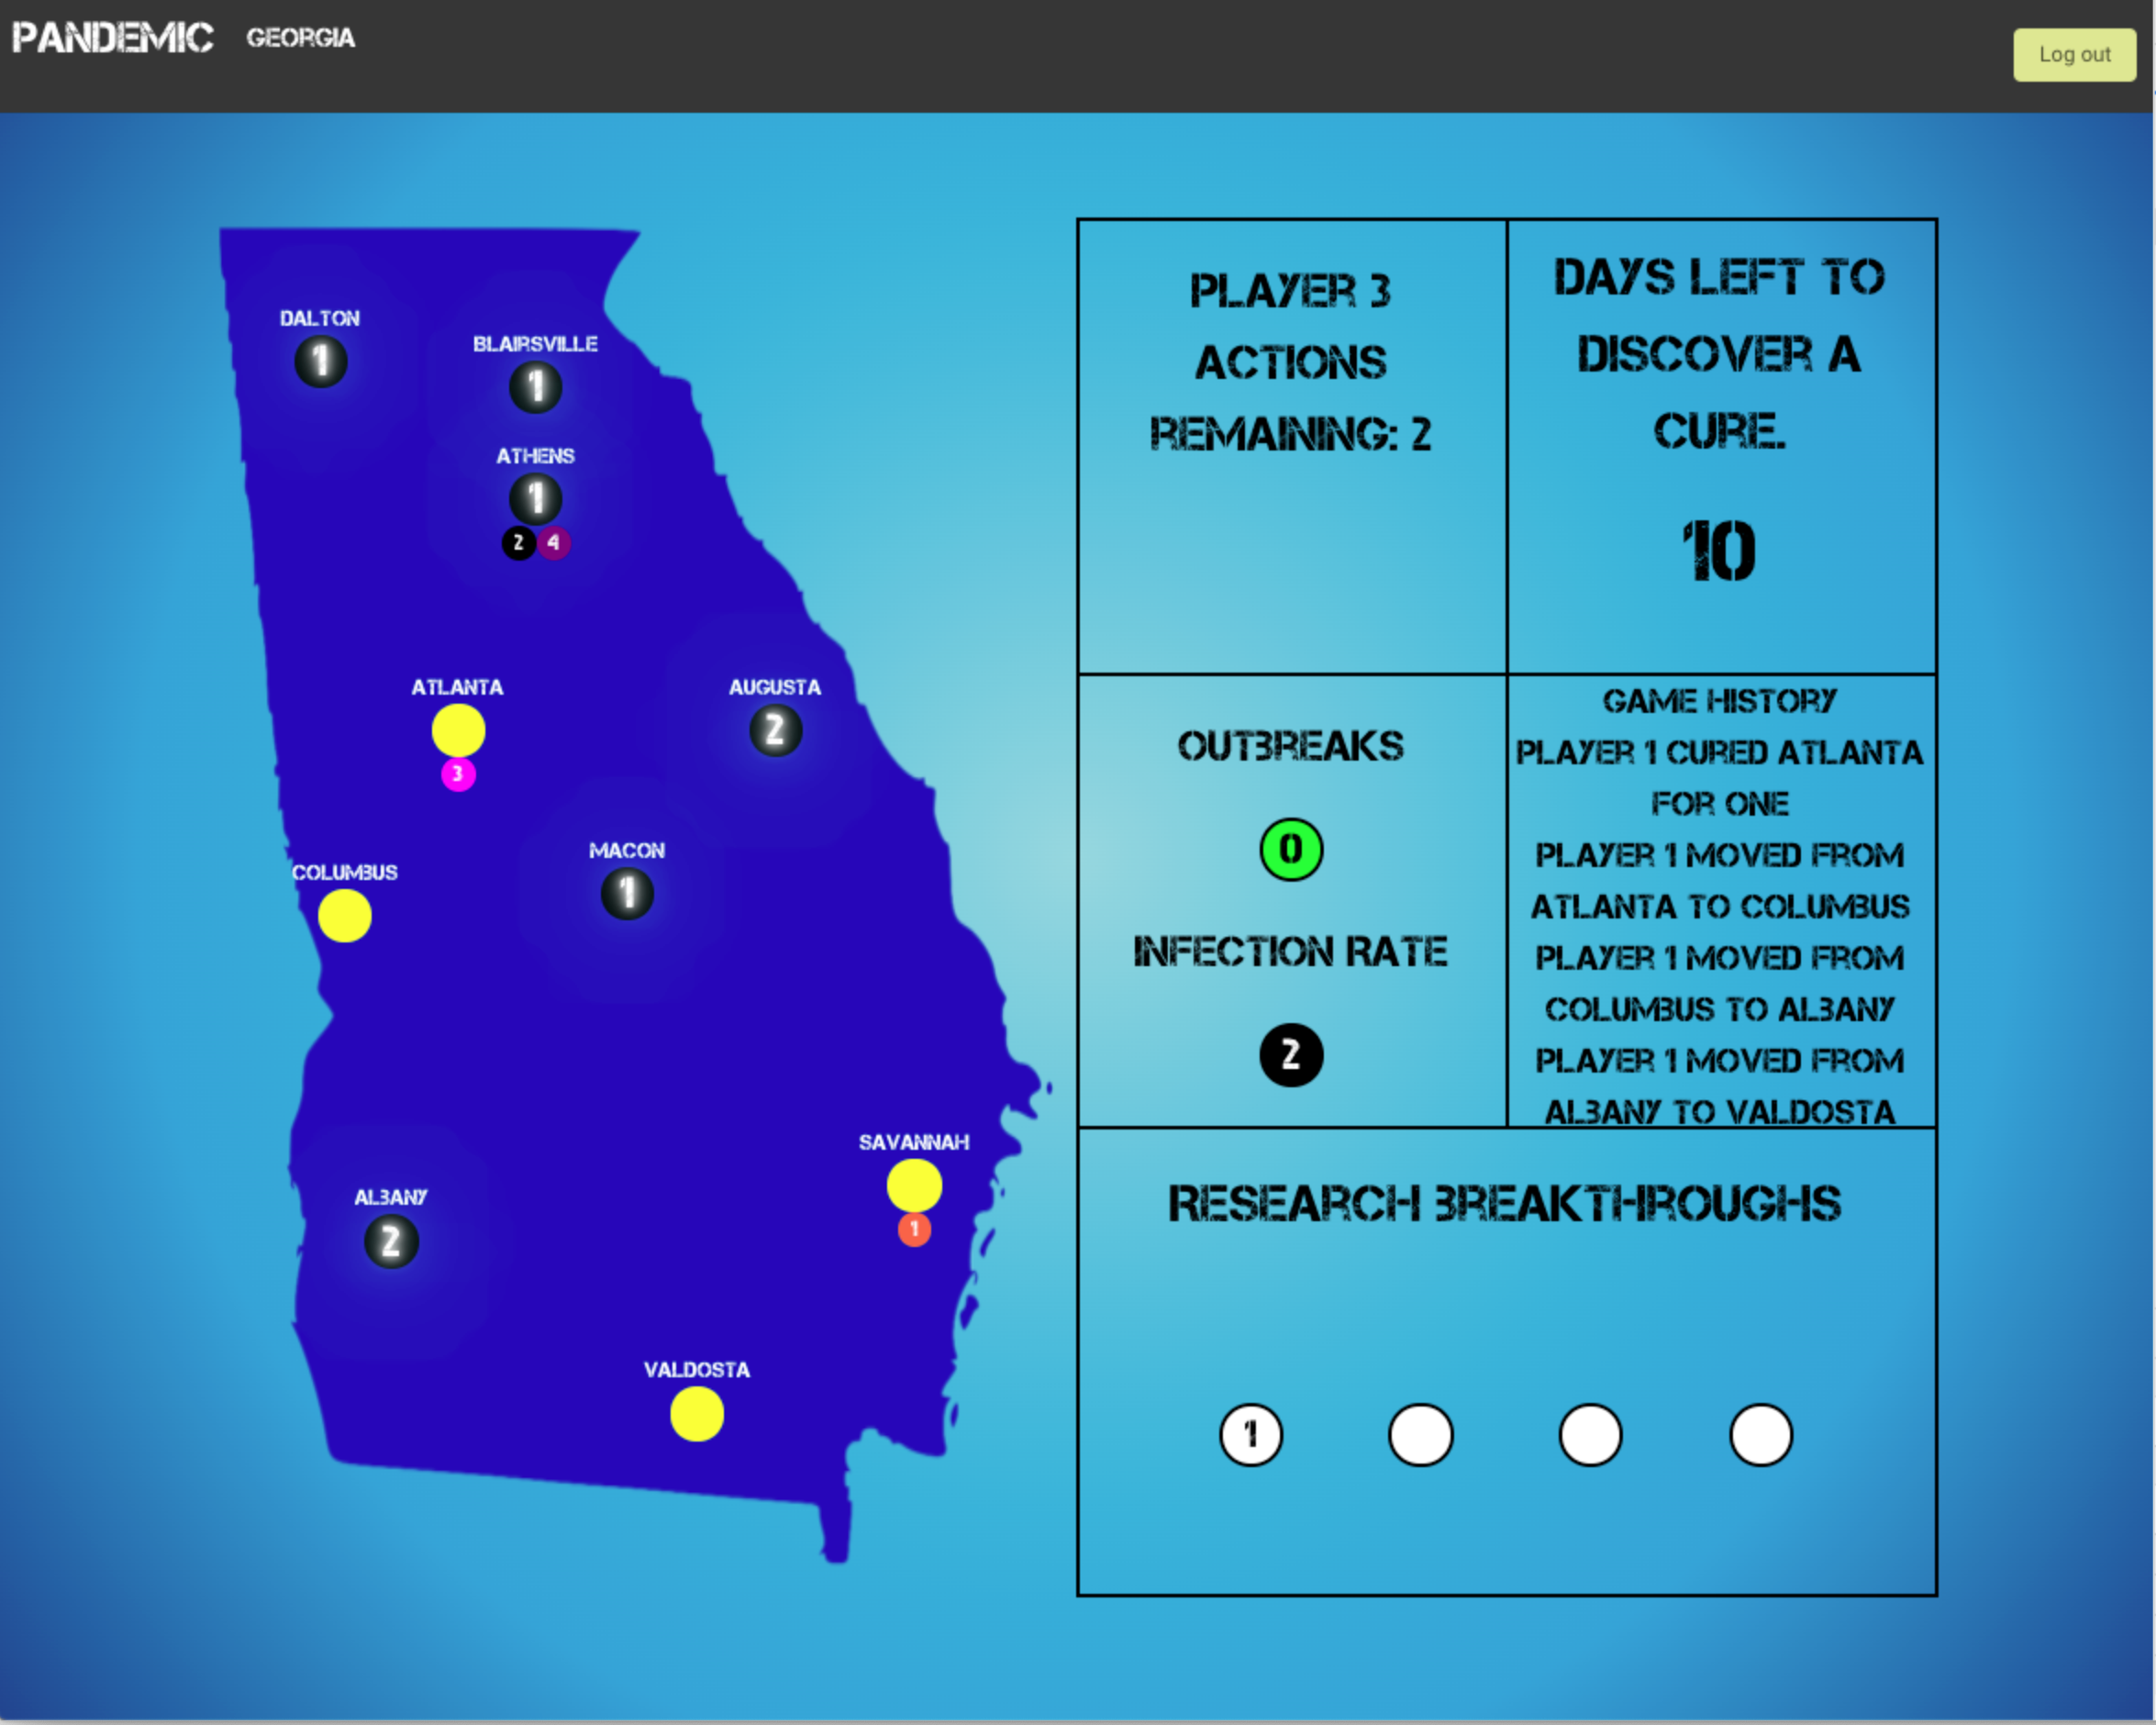 PANDEMIC GEORGIA
Log out
DALTON
1
BLAIRSVILLE
1
ATHENS
1
2 4
ATLANTA
3
AUGUSTA
2
MACON
1
COLUMBUS
SAVANNAH
1
ALBANY
2
VALDOSTA
PLAYER 3
ACTIONS
REMAINING: 2
DAYS LEFT TO
DISCOVER A
CURE.
10
OUTBREAKS
0
INFECTION RATE
2
GAME HISTORY
PLAYER 1 CURED ATLANTA
FOR ONE
PLAYER 1 MOVED FROM
ATLANTA TO COLUMBUS
PLAYER 1 MOVED FROM
COLUMBUS TO ALBANY
PLAYER 1 MOVED FROM
ALBANY TO VALDOSTA
RESEARCH BREAKTHROUGHS
1